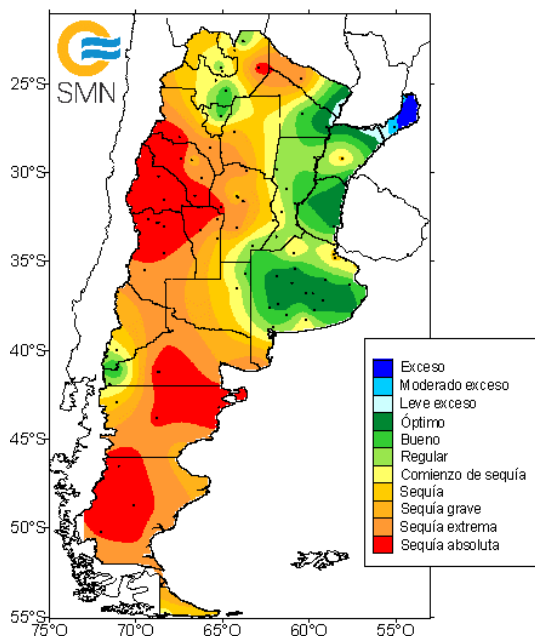 SMN
25°S
30°S
35°S
40°S
45°S
50°S
55°S
75°O 70°O 65°O 60°O 55°O
Exceso
Moderado exceso
Leve exceso
Óptimo
Bueno
Regular
Comienzo de sequía
Sequía
Sequía grave
Sequía extrema
Sequía absoluta